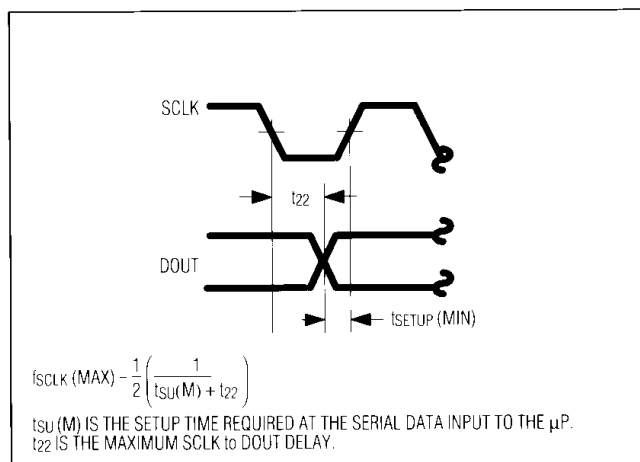 SCLK
t22
DOUT
tSETUP (MIN)
fSCLK (MAX) - 1/2 (1/(tSU(M) + t22))
tSU (M) IS THE SETUP TIME REQUIRED AT THE SERIAL DATA INPUT TO THE µP.
t22 IS THE MAXIMUM SCLK to DOUT DELAY.